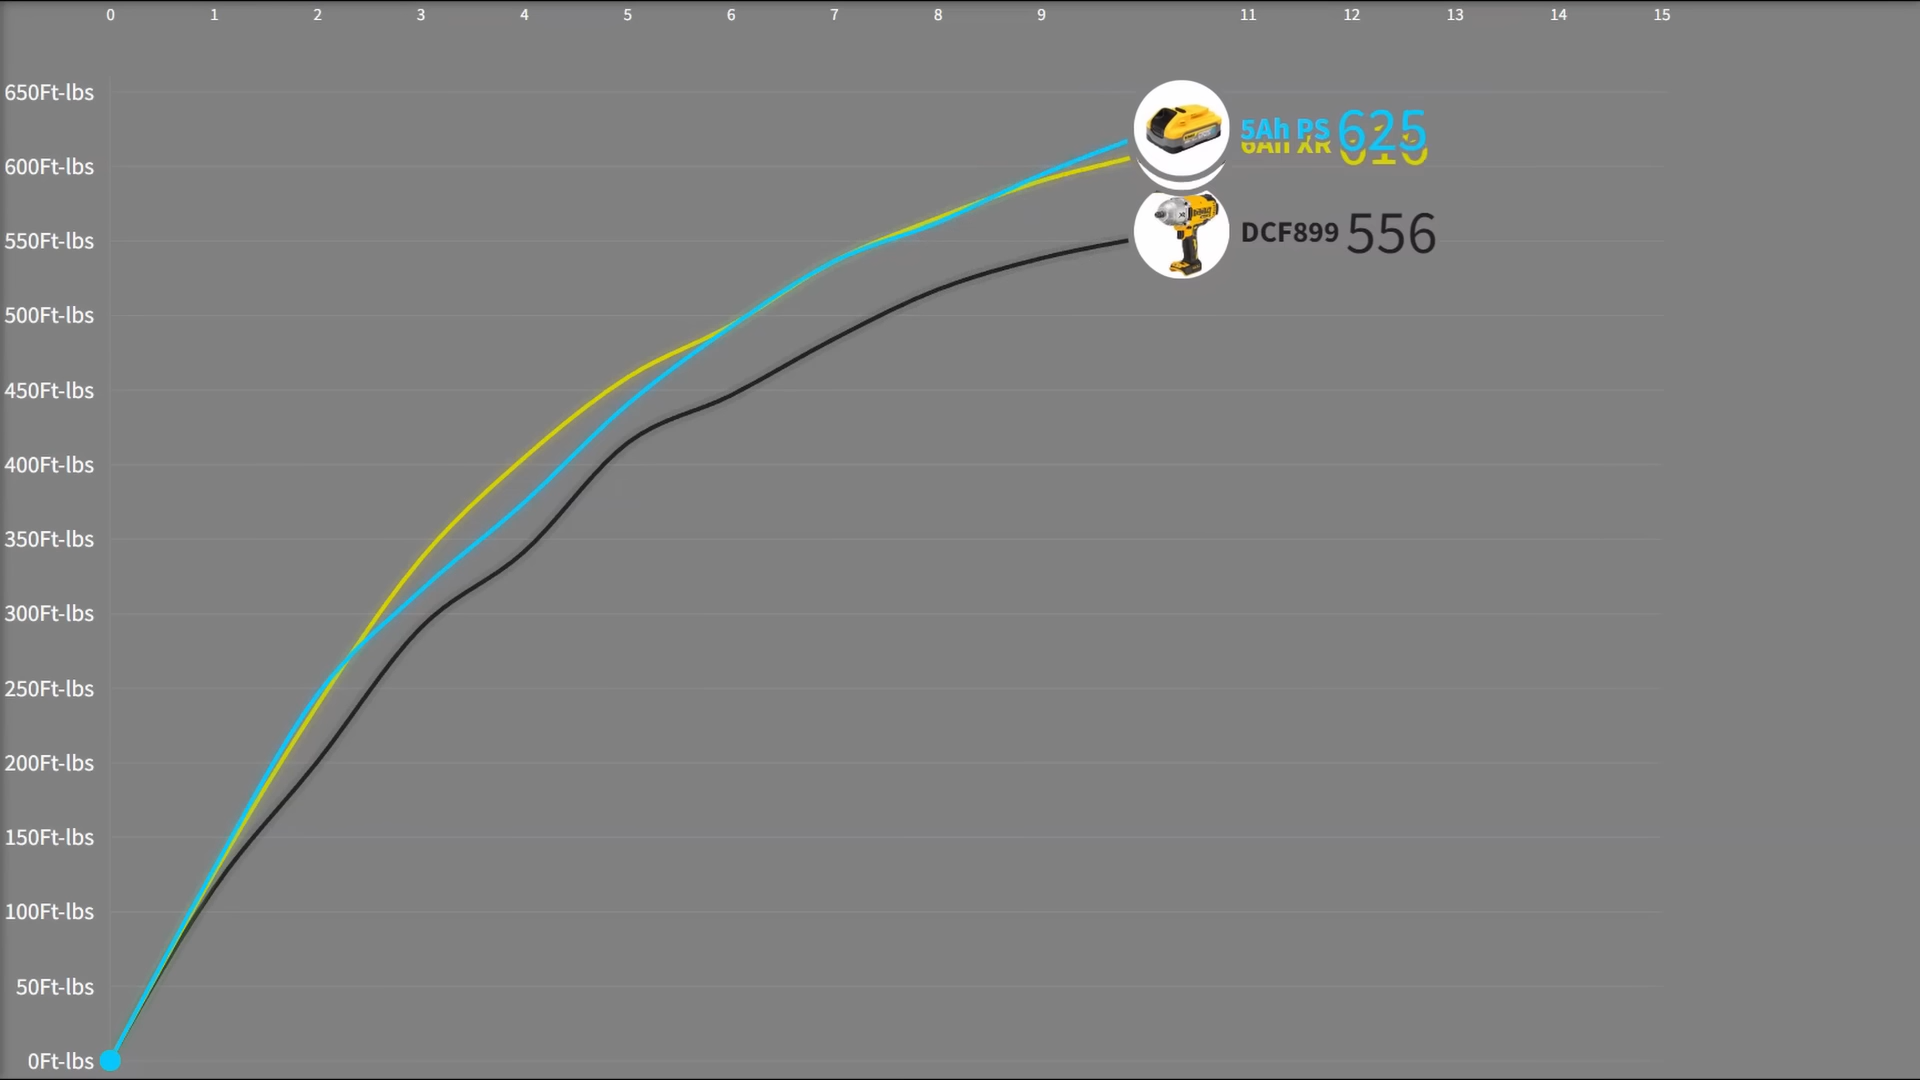 0 1 2 3 4 5 6 7 8 9 11 12 13 14 15
650Ft-lbs
5Ah PS 625
6Ah XR
600Ft-lbs
DCF899 556
550Ft-lbs
500Ft-lbs
450Ft-lbs
400Ft-lbs
350Ft-lbs
300Ft-lbs
250Ft-lbs
200Ft-lbs
150Ft-lbs
100Ft-lbs
50Ft-lbs
0Ft-lbs